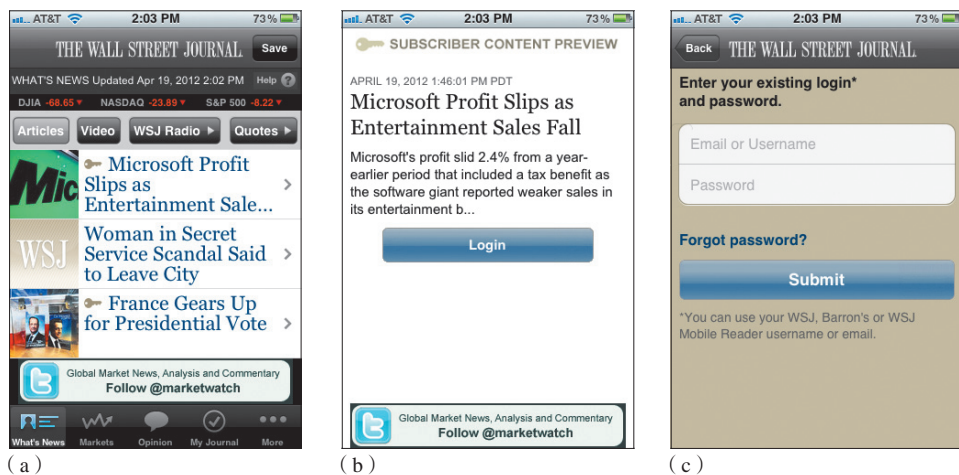 AT&T 2:03 PM 73%
THE WALL STREET JOURNAL Save
WHAT'S NEWS Updated Apr 19, 2012 2:02 PM Help ?
DJIA -68.65 NASDAQ -23.89 S&P 500 -8.22
Articles Video WSJ Radio Quotes
Mic
Microsoft Profit
Slips as
Entertainment Sale...
WSJ
Woman in Secret
Service Scandal Said
to Leave City
France Gears Up
for Presidential Vote
Global Market News, Analysis and Commentary
Follow @marketwatch
What's News Markets Opinion My Journal More
(a)
AT&T 2:03 PM 73%
SUBSCRIBER CONTENT PREVIEW
APRIL 19, 2012 1:46:01 PM PDT
Microsoft Profit Slips as
Entertainment Sales Fall
Microsoft's profit slid 2.4% from a year-
earlier period that included a tax benefit as
the software giant reported weaker sales in
its entertainment b...
Login
Global Market News, Analysis and Commentary
Follow @marketwatch
(b)
AT&T 2:03 PM 73%
Back THE WALL STREET JOURNAL
Enter your existing login*
and password.
Email or Username
Password
Forgot password?
Submit
*You can use your WSJ, Barron's or WSJ
Mobile Reader username or email.
(c)